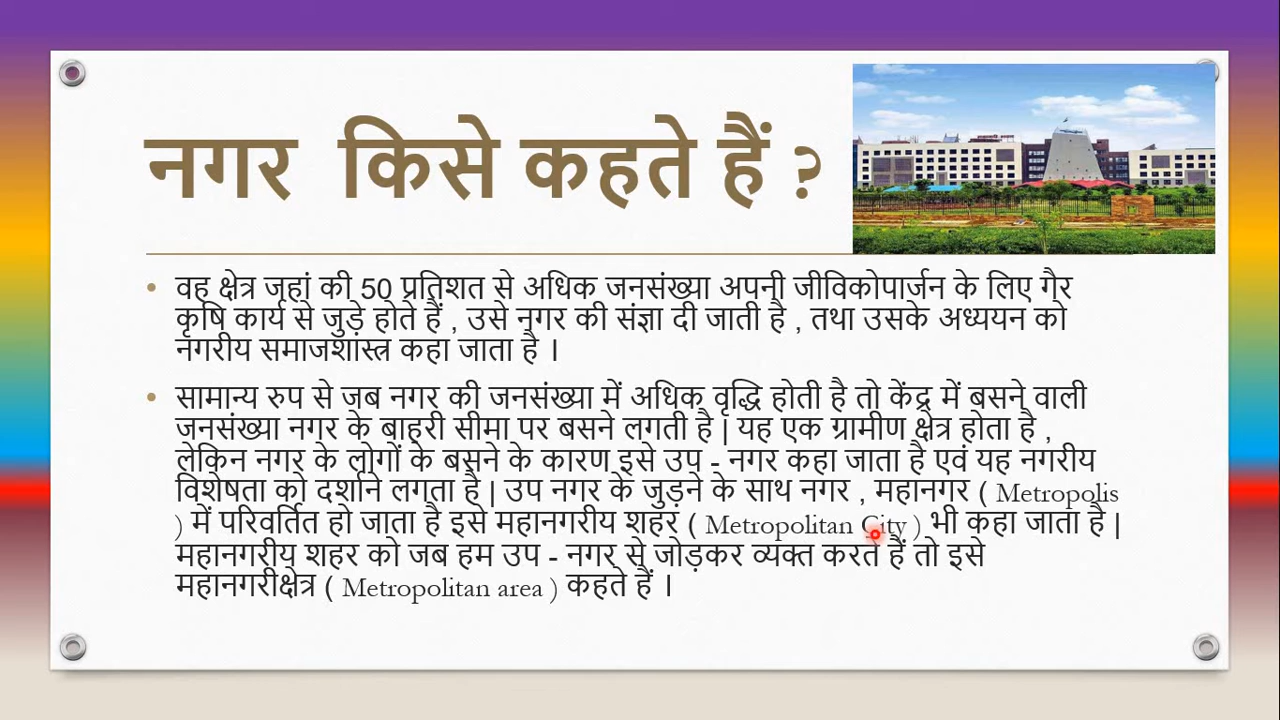 नगर किसे कहते हैं ?
• वह क्षेत्र जहां की 50 प्रतिशत से अधिक जनसंख्या अपनी जीविकोपार्जन के लिए गैर
कृषि कार्य से जुड़े होते हैं , उसे नगर की संज्ञा दी जाती है , तथा उसके अध्ययन को
नगरीय समाजशास्त्र कहा जाता है ।
• सामान्य रुप से जब नगर की जनसंख्या में अधिक वृद्धि होती है तो केंद्र में बसने वाली
जनसंख्या नगर के बाहरी सीमा पर बसने लगती है | यह एक ग्रामीण क्षेत्र होता है ,
लेकिन नगर के लोगों के बसने के कारण इसे उप - नगर कहा जाता है एवं यह नगरीय
विशेषता को दर्शाने लगता है | उप नगर के जुड़ने के साथ नगर , महानगर ( Metropolis
) में परिवर्तित हो जाता है इसे महानगरीय शहर ( Metropolitan City ) भी कहा जाता है |
महानगरीय शहर को जब हम उप - नगर से जोड़कर व्यक्त करते हैं तो इसे
महानगरीक्षेत्र ( Metropolitan area ) कहते हैं ।